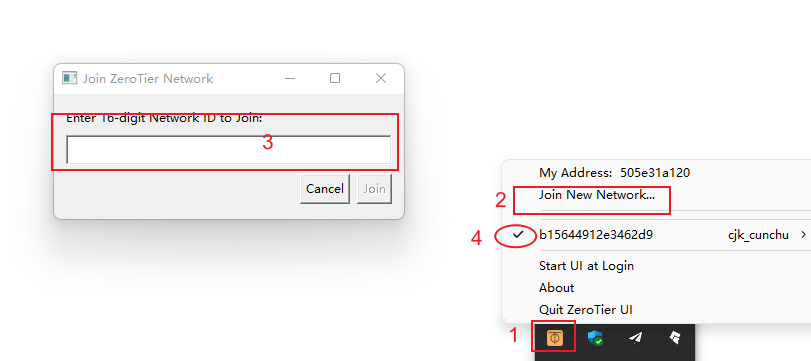 Join ZeroTier Network
Enter 16-digit Network ID to Join:
3
Cancel
Join
My Address: 505e31a120
2
Join New Network...
4
b15644912e3462d9
cjk_cunchu
Start UI at Login
About
Quit ZeroTier UI
1